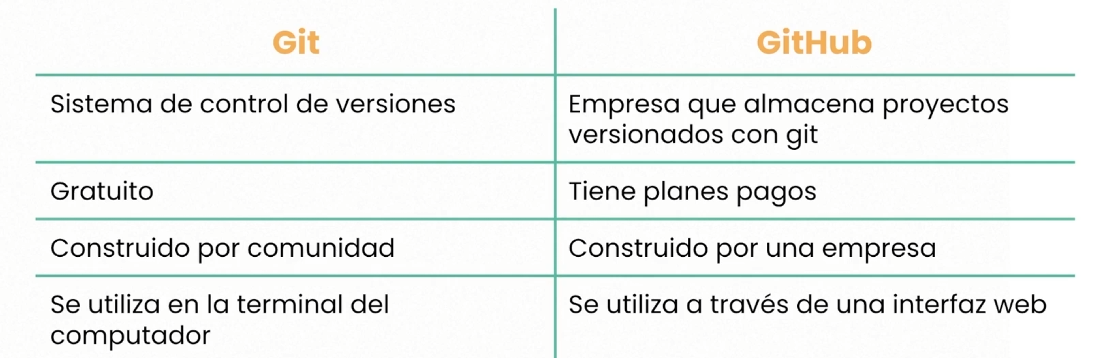 Git
GitHub
Sistema de control de versiones
Empresa que almacena proyectos
versionados con git
Gratuito
Tiene planes pagos
Construido por comunidad
Construido por una empresa
Se utiliza en la terminal del
computador
Se utiliza a través de una interfaz web